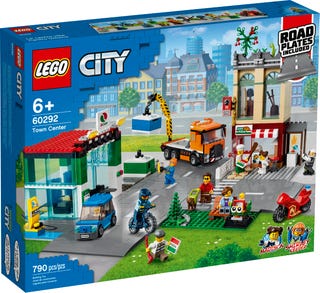 LEGO
CITY
ROAD
PLATES
INCLUDED
6+
60292
Town Center
790 pcs/pzs